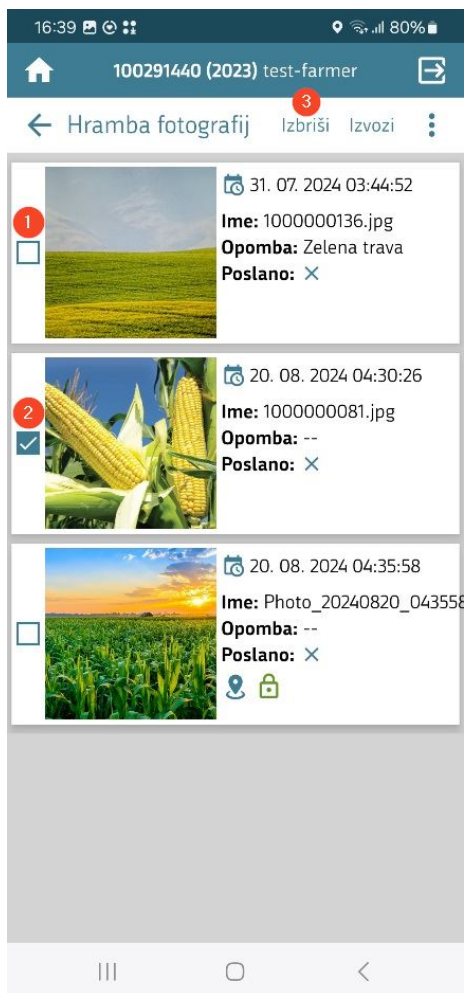 16:39 80%
100291440 (2023) test-farmer
3
Hramba fotografij Izbriši Izvozi
31. 07. 2024 03:44:52
1
Ime: 1000000136.jpg
Opomba: Zelena trava
Poslano:
20. 08. 2024 04:30:26
2
Ime: 1000000081.jpg
Opomba: --
Poslano:
20. 08. 2024 04:35:58
Ime: Photo_20240820_043558
Opomba: --
Poslano: